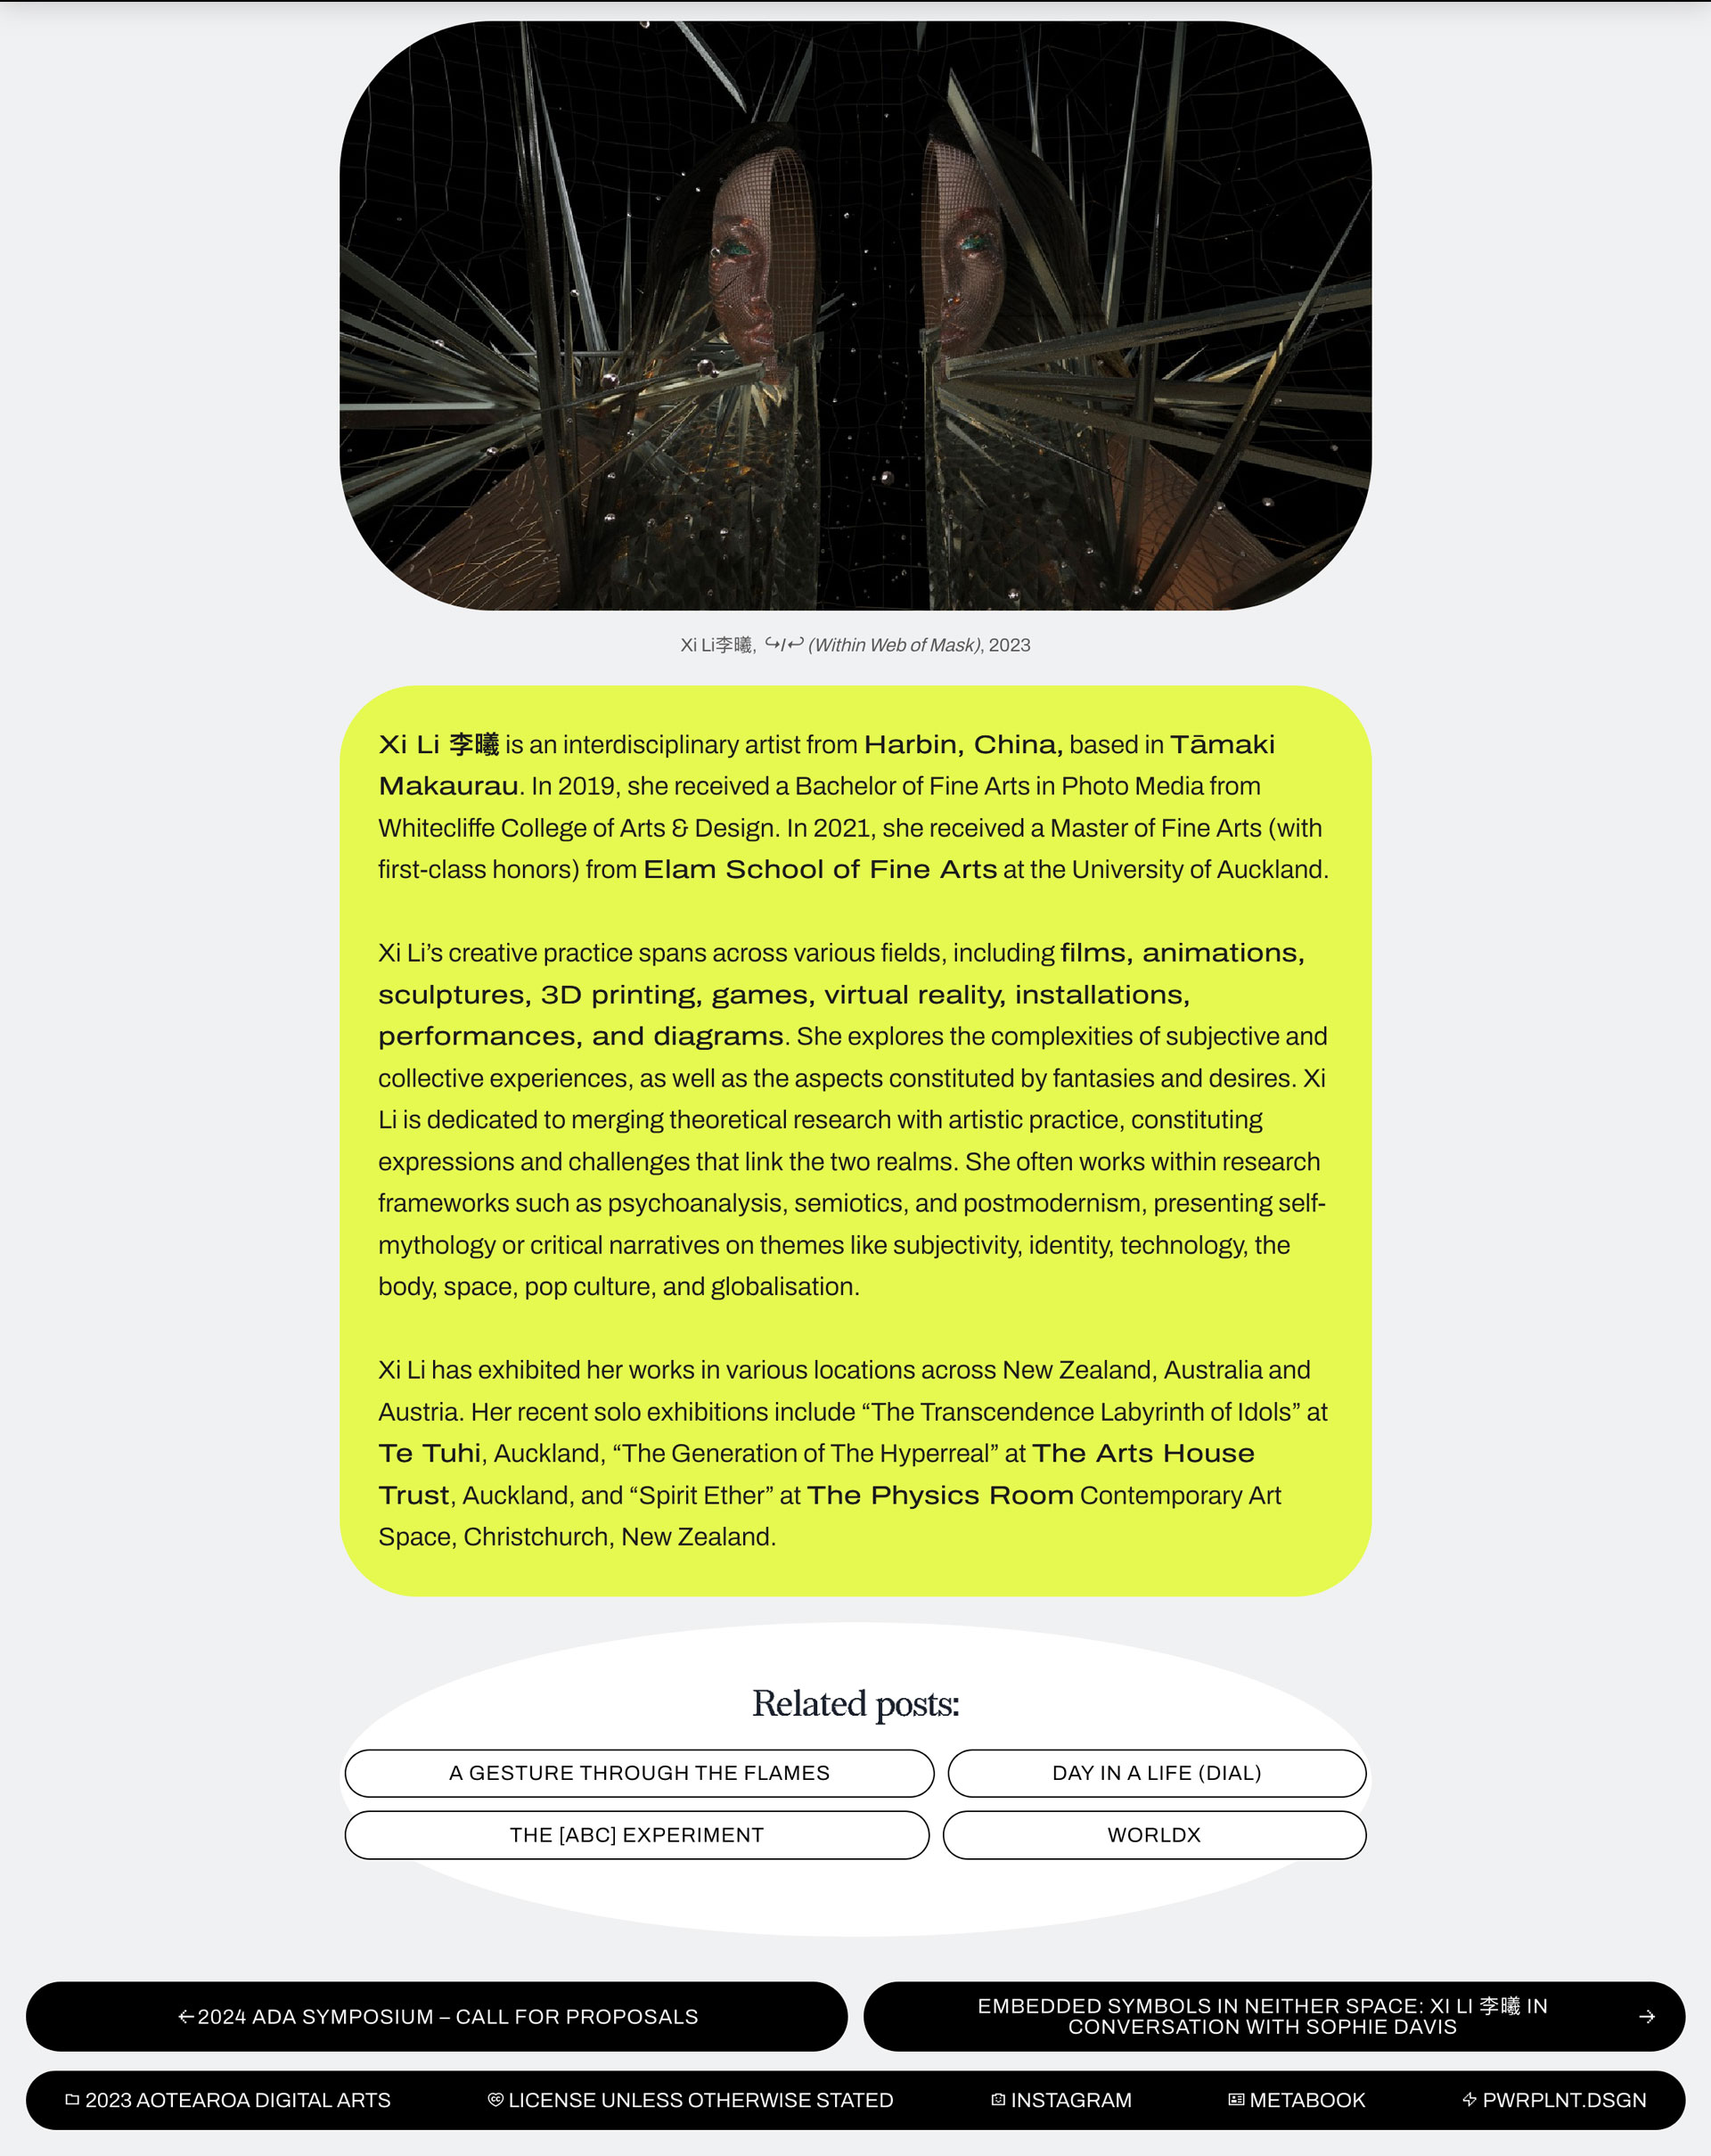 Xi Li李曦, ↪I↩ (Within Web of Mask), 2023
Xi Li 李曦 is an interdisciplinary artist from Harbin, China, based in Tāmaki
Makaurau. In 2019, she received a Bachelor of Fine Arts in Photo Media from
Whitecliffe College of Arts & Design. In 2021, she received a Master of Fine Arts (with
first-class honors) from Elam School of Fine Arts at the University of Auckland.
Xi Li’s creative practice spans across various fields, including films, animations,
sculptures, 3D printing, games, virtual reality, installations,
performances, and diagrams. She explores the complexities of subjective and
collective experiences, as well as the aspects constituted by fantasies and desires. Xi
Li is dedicated to merging theoretical research with artistic practice, constituting
expressions and challenges that link the two realms. She often works within research
frameworks such as psychoanalysis, semiotics, and postmodernism, presenting self-
mythology or critical narratives on themes like subjectivity, identity, technology, the
body, space, pop culture, and globalisation.
Xi Li has exhibited her works in various locations across New Zealand, Australia and
Austria. Her recent solo exhibitions include “The Transcendence Labyrinth of Idols” at
Te Tuhi, Auckland, “The Generation of The Hyperreal” at The Arts House
Trust, Auckland, and “Spirit Ether” at The Physics Room Contemporary Art
Space, Christchurch, New Zealand.
Related posts:
A GESTURE THROUGH THE FLAMES
DAY IN A LIFE (DIAL)
THE [ABC] EXPERIMENT
WORLDX
←2024 ADA SYMPOSIUM – CALL FOR PROPOSALS
EMBEDDED SYMBOLS IN NEITHER SPACE: XI LI 李曦 IN
CONVERSATION WITH SOPHIE DAVIS →
2023 AOTEAROA DIGITAL ARTS
LICENSE UNLESS OTHERWISE STATED
INSTAGRAM
METABOOK
PWRPLNT.DSGN